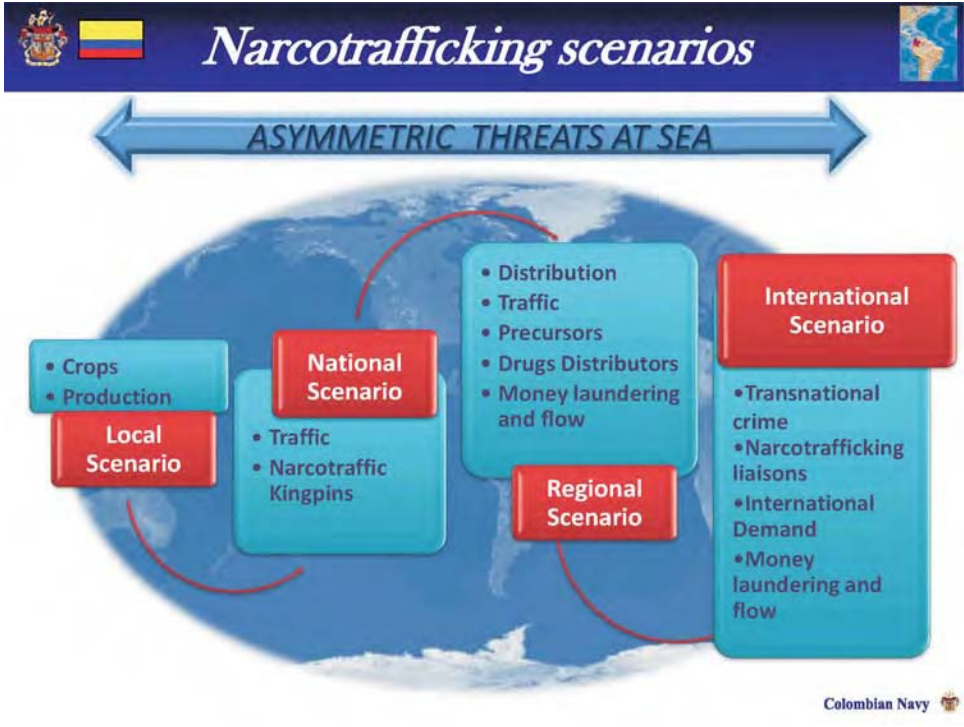 Narcotrafficking scenarios
ASYMMETRIC THREATS AT SEA
• Crops
• Production
Local
Scenario
National
Scenario
• Traffic
• Narcotraffic
Kingpins
• Distribution
• Traffic
• Precursors
• Drugs Distributors
• Money laundering
and flow
Regional
Scenario
International
Scenario
•Transnational
crime
•Narcotrafficking
liaisons
•International
Demand
•Money
laundering and
flow
Colombian Navy